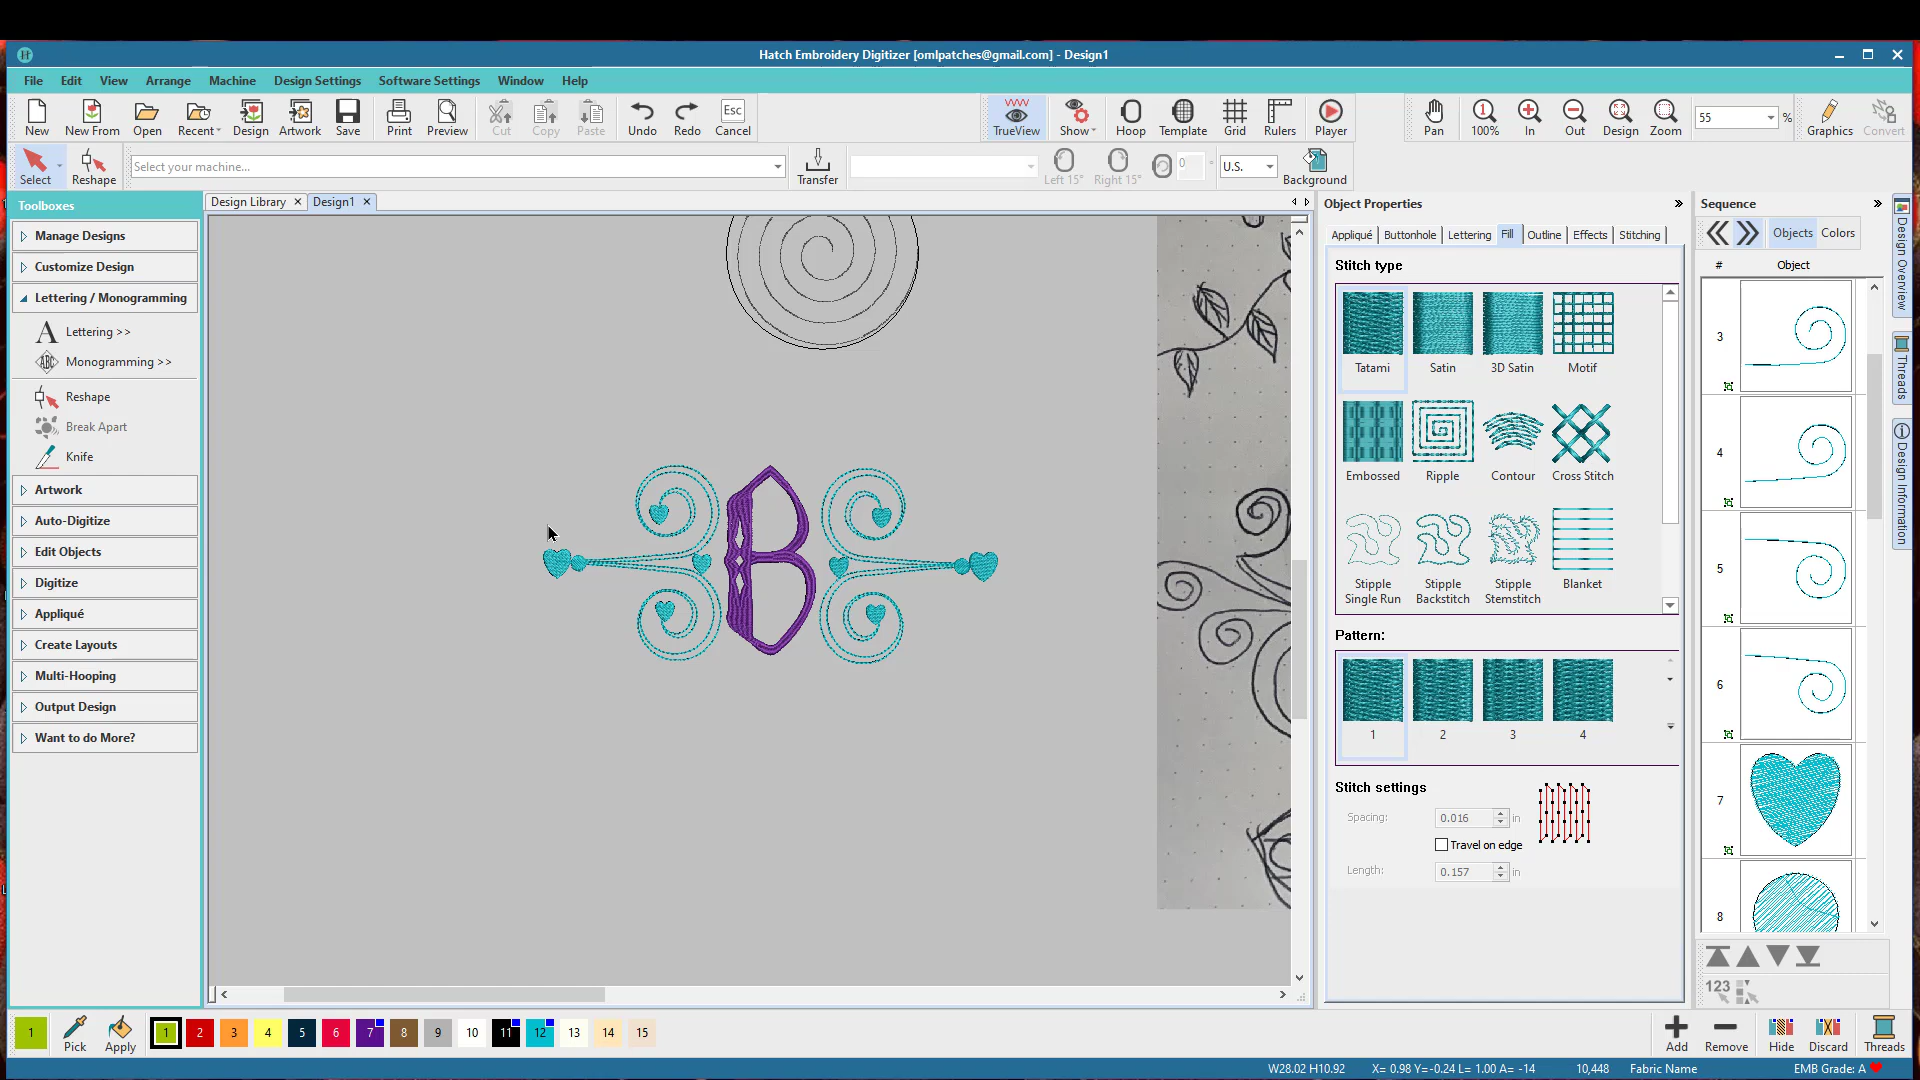 Hatch Embroidery Digitizer [omlpatches@gmail.com] - Design1
File Edit View Arrange Machine Design Settings Software Settings Window Help
New New From Open Recent Design Artwork Save Print Preview Cut Copy Paste Undo Redo Esc Cancel TrueView Show Hoop Template Grid Rulers Player Pan 1 100% In Out Design Zoom 55 % Graphics Convert
Select Reshape Select your machine... Transfer Left 15° Right 15° 0 ° U.S. Background
Toolboxes
Manage Designs
Customize Design
Lettering / Monogramming
A Lettering >>
ABC Monogramming >>
Reshape
Break Apart
Knife
Artwork
Auto-Digitize
Edit Objects
Digitize
Appliqué
Create Layouts
Multi-Hooping
Output Design
Want to do More?
Design Library Design1
B
Object Properties
Appliqué Buttonhole Lettering Fill Outline Effects Stitching
Stitch type
Tatami Satin 3D Satin Motif
Embossed Ripple Contour Cross Stitch
Stipple Single Run Stipple Backstitch Stipple Stemstitch Blanket
Pattern:
1 2 3 4
Stitch settings
Spacing: 0.016 in
Travel on edge
Length: 0.157 in
Sequence
Objects Colors
# Object
3
4
5
6
7
8
123
Design Overview
Threads
Design Information
1 Pick Apply 1 2 3 4 5 6 7 8 9 10 11 12 13 14 15 Add Remove Hide Discard Threads
W28.02 H10.92 X= 0.98 Y=-0.24 L= 1.00 A= -14 10,448 Fabric Name EMB Grade: A